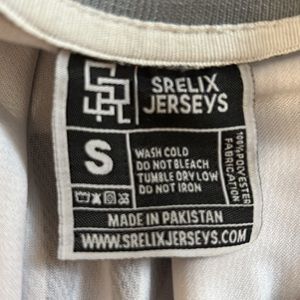 SRELIX
JERSEYS
S
WASH COLD
DO NOT BLEACH
TUMBLE DRY LOW
DO NOT IRON
100% POLYESTER
FABRICATION
MADE IN PAKISTAN
WWW.SRELIXJERSEYS.COM